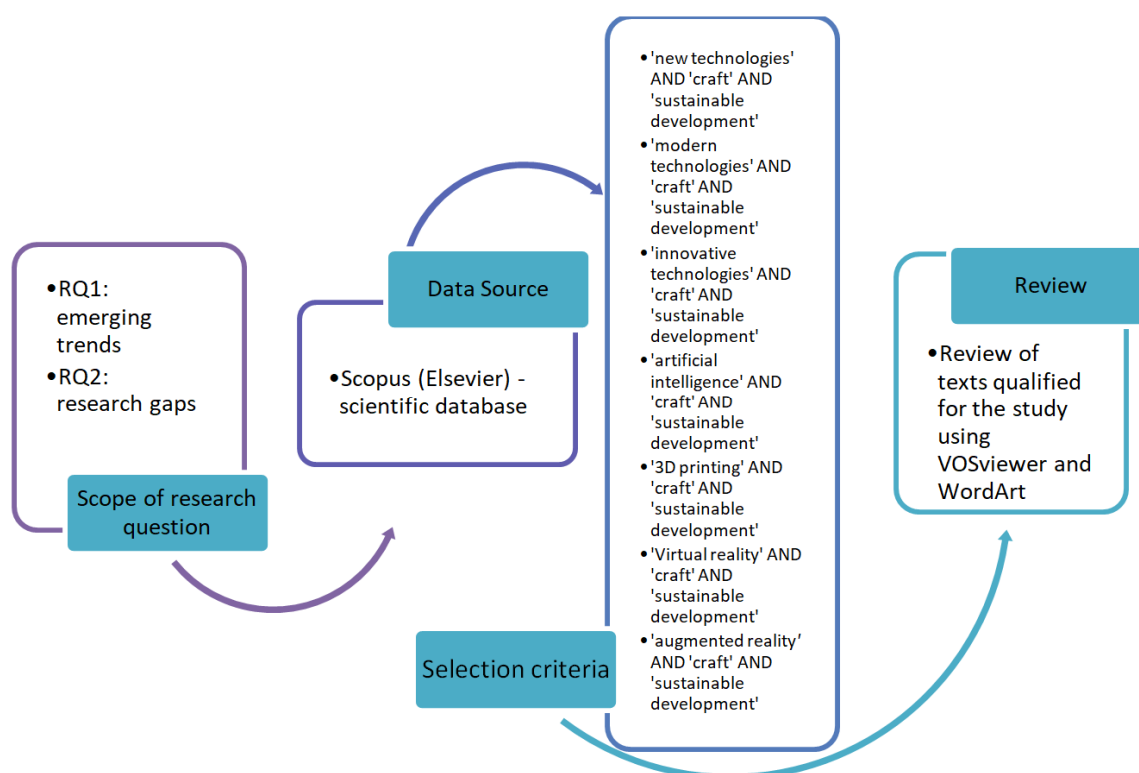 •RQ1:
emerging
trends
•RQ2:
research gaps
Scope of research
question
Data Source
•Scopus (Elsevier) -
scientific database
•'new technologies'
AND 'craft' AND
'sustainable
development'
•'modern
technologies' AND
'craft' AND
'sustainable
development'
•'innovative
technologies' AND
'craft' AND
'sustainable
development'
•'artificial
intelligence' AND
'craft' AND
'sustainable
development'
•'3D printing' AND
'craft' AND
'sustainable
development'
•'Virtual reality' AND
'craft' AND
'sustainable
development'
•'augmented reality'
AND 'craft' AND
'sustainable
development'
Selection criteria
Review
•Review of
texts qualified
for the study
using
VOSviewer and
WordArt